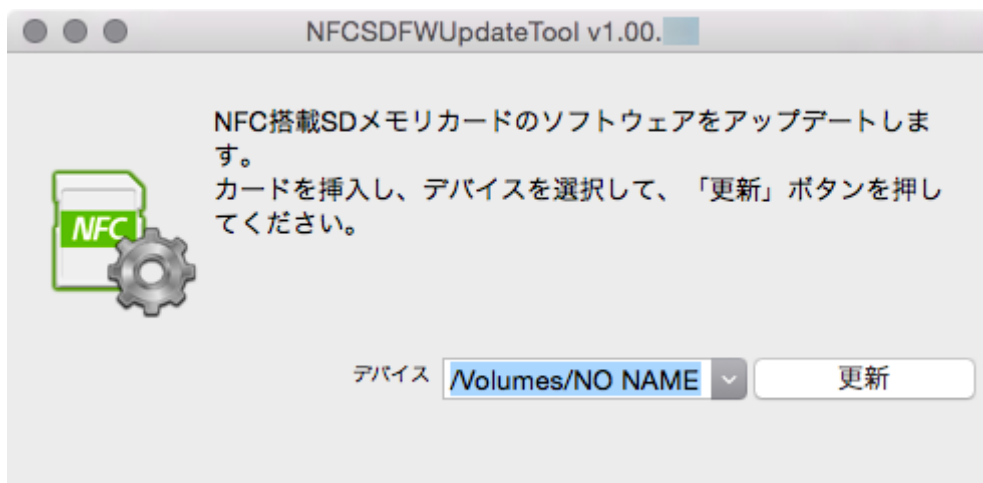 NFCSDFWUpdateTool v1.00.
NFC搭載SDメモリカードのソフトウェアをアップデートしま
す。
カードを挿入し、デバイスを選択して、「更新」ボタンを押し
てください。
NFC
デバイス /Volumes/NO NAME 更新